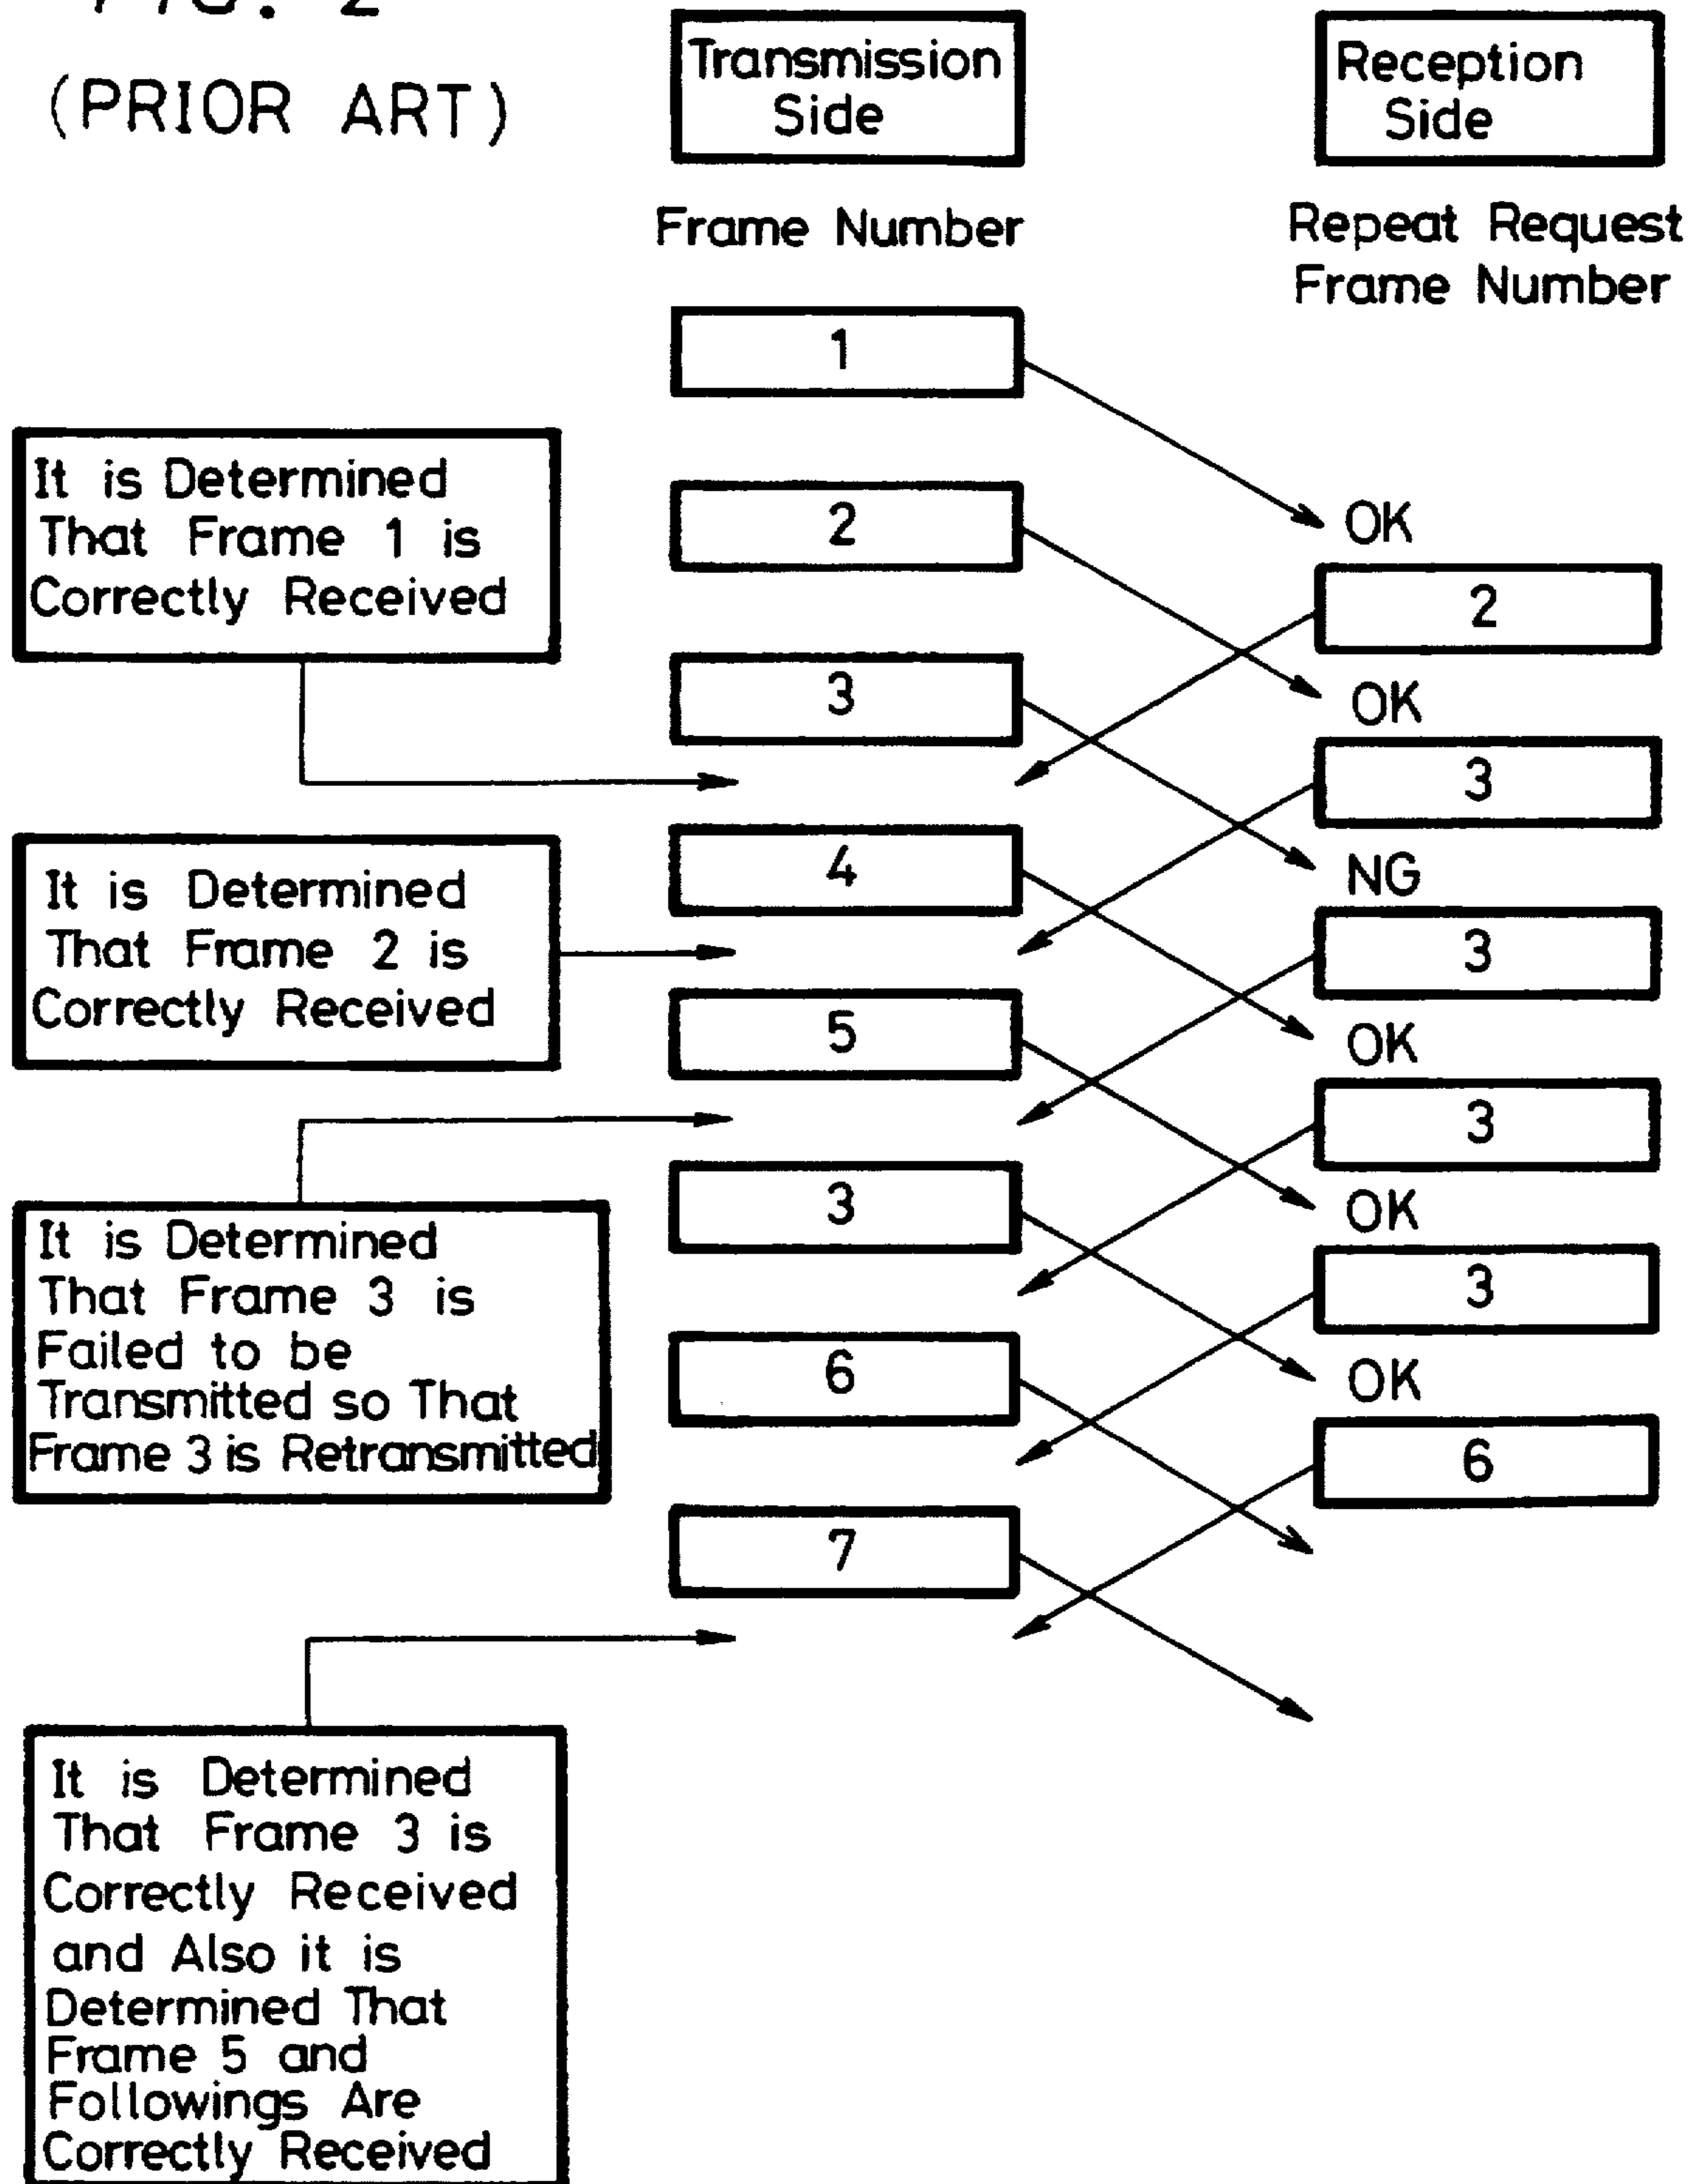 FIG. 2
(PRIOR ART)
Transmission
Side
Reception
Side
Frame Number
Repeat Request
Frame Number
1
It is Determined
That Frame 1 is
Correctly Received
2
OK
2
3
OK
3
It is Determined
That Frame 2 is
Correctly Received
4
NG
3
5
OK
3
It is Determined
That Frame 3 is
Failed to be
Transmitted so That
Frame 3 is Retransmitted
3
OK
3
6
OK
6
7
It is Determined
That Frame 3 is
Correctly Received
and Also it is
Determined That
Frame 5 and
Followings Are
Correctly Received